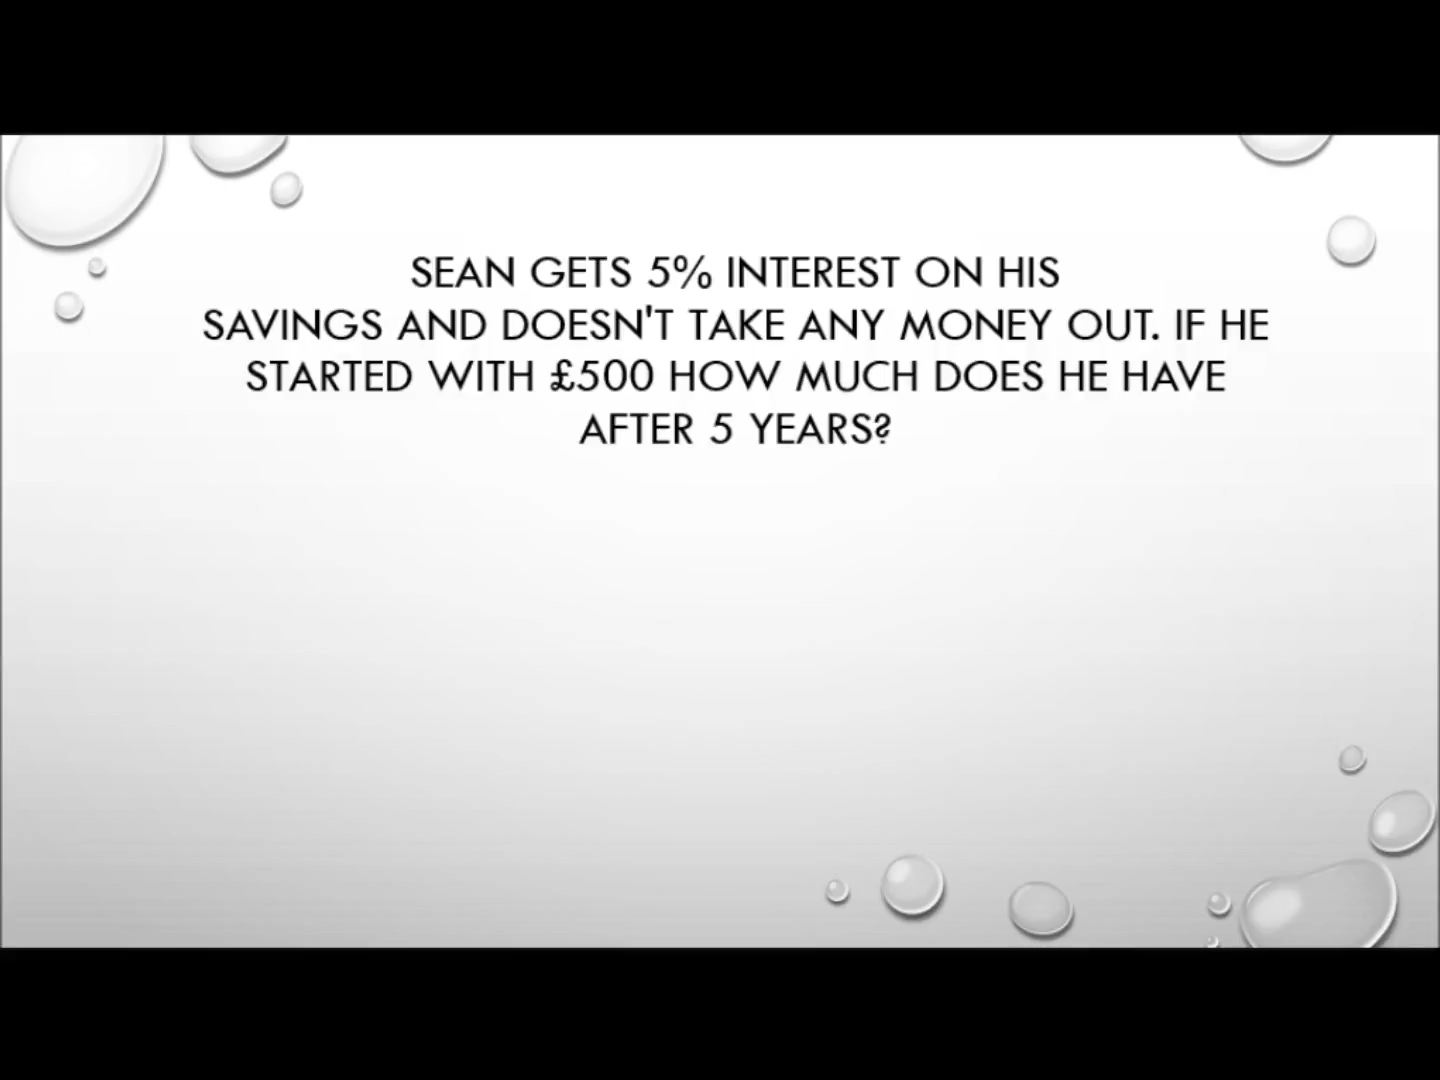 SEAN GETS 5% INTEREST ON HIS
SAVINGS AND DOESN'T TAKE ANY MONEY OUT. IF HE
STARTED WITH £500 HOW MUCH DOES HE HAVE
AFTER 5 YEARS?